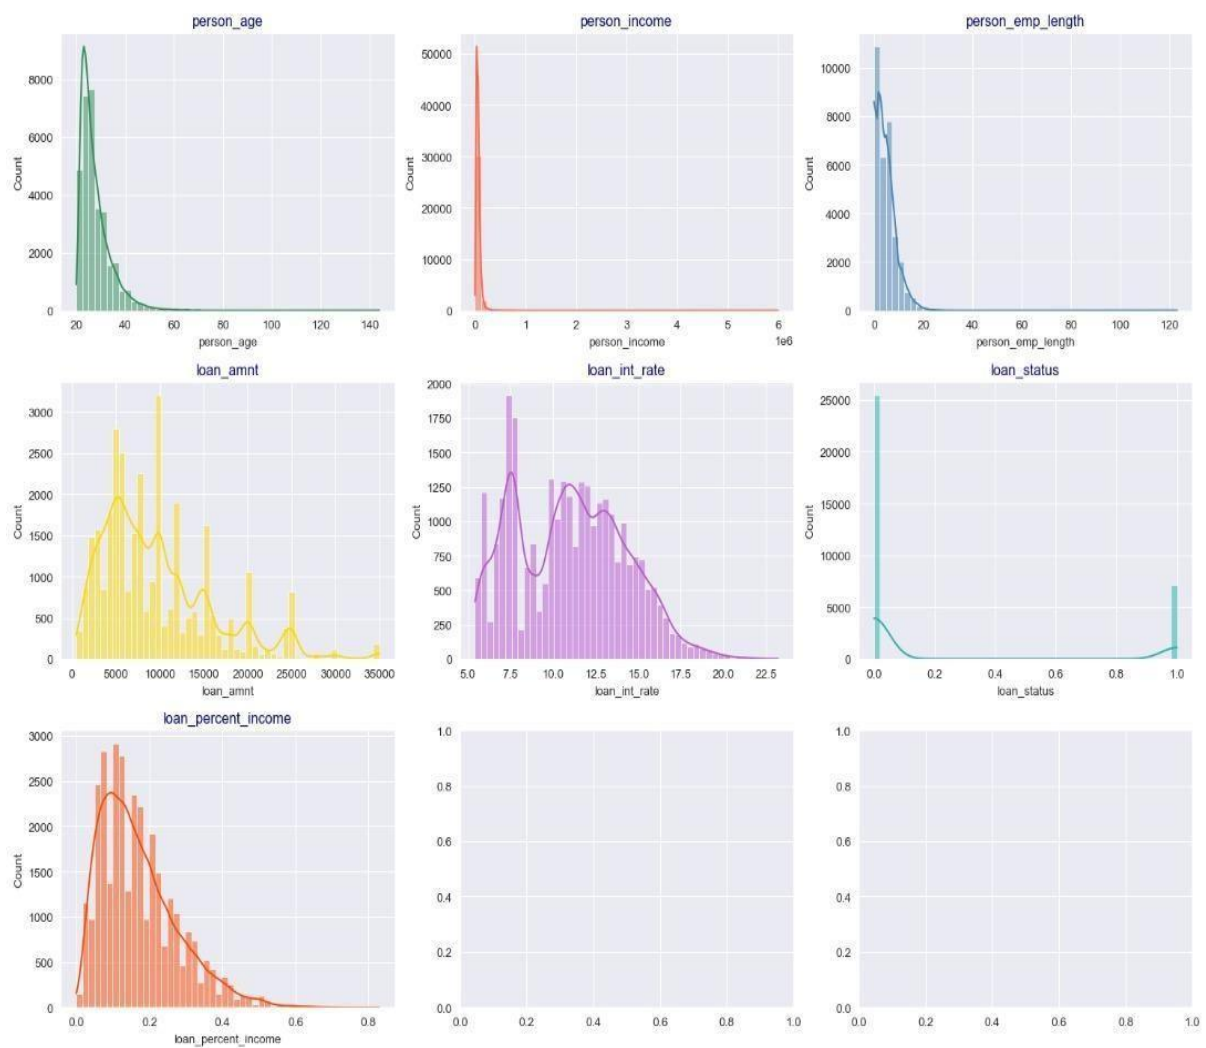 person_age person_income person_emp_length
8000 50000 10000
6000 40000 8000
4000 30000 6000
2000 20000 4000
0 10000 2000
0 0
Count Count Count
20 40 60 80 100 120 140 0 1 2 3 4 5 6 0 20 40 60 80 100 120
person_age person_income 1e6 person_emp_length
loan_amnt loan_int_rate loan_status
3000 2000 25000
2500 1750 20000
2000 1500 15000
1500 1250 10000
1000 1000 5000
500 750 0
0 500
250
0
Count Count Count
0 5000 10000 15000 20000 25000 30000 35000 5.0 7.5 10.0 12.5 15.0 17.5 20.0 22.5 0.0 0.2 0.4 0.6 0.8 1.0
loan_amnt loan_int_rate loan_status
loan_percent_income
3000 1.0 1.0
2500 0.8 0.8
2000 0.6 0.6
1500 0.4 0.4
1000 0.2 0.2
500 0.0 0.0
0
Count
0.0 0.2 0.4 0.6 0.8 0.0 0.2 0.4 0.6 0.8 1.0 0.0 0.2 0.4 0.6 0.8 1.0
loan_percent_income